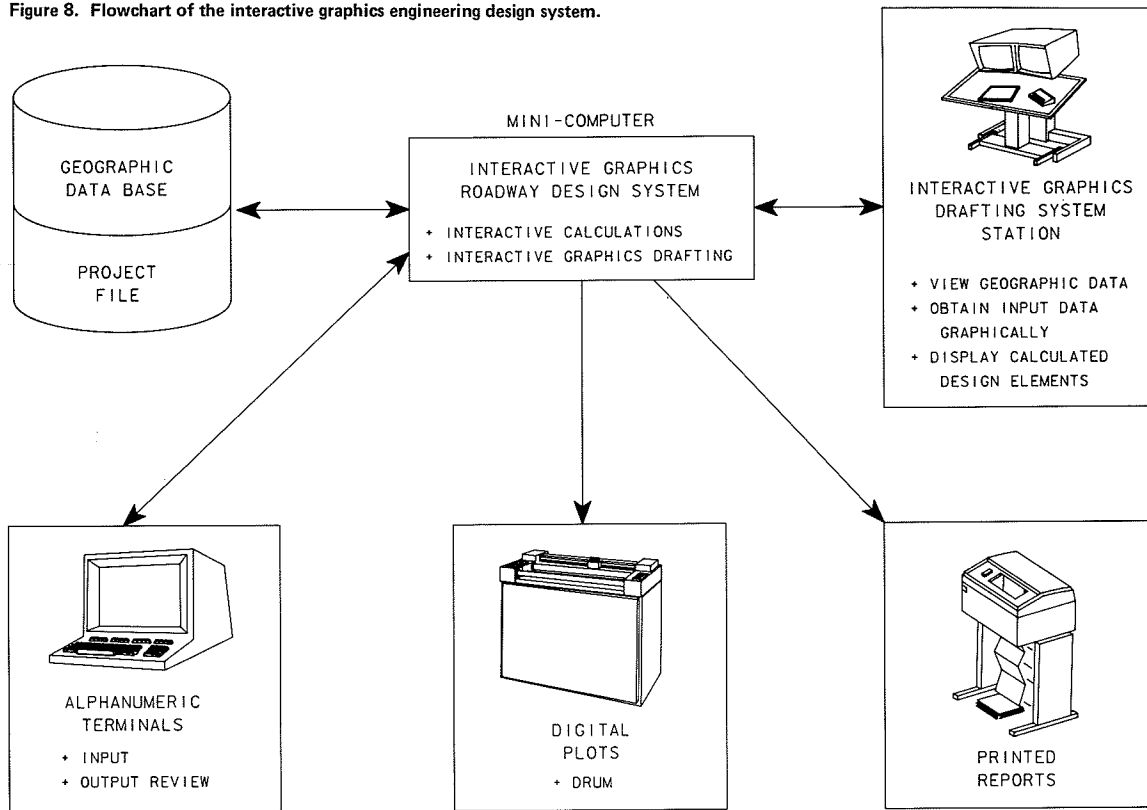 Figure 8. Flowchart of the interactive graphics engineering design system.
GEOGRAPHIC
DATA BASE
PROJECT
FILE
MINI-COMPUTER
INTERACTIVE GRAPHICS
ROADWAY DESIGN SYSTEM
+ INTERACTIVE CALCULATIONS
+ INTERACTIVE GRAPHICS DRAFTING
INTERACTIVE GRAPHICS
DRAFTING SYSTEM
STATION
+ VIEW GEOGRAPHIC DATA
+ OBTAIN INPUT DATA
GRAPHICALLY
+ DISPLAY CALCULATED
DESIGN ELEMENTS
ALPHANUMERIC
TERMINALS
+ INPUT
+ OUTPUT REVIEW
DIGITAL
PLOTS
+ DRUM
PRINTED
REPORTS